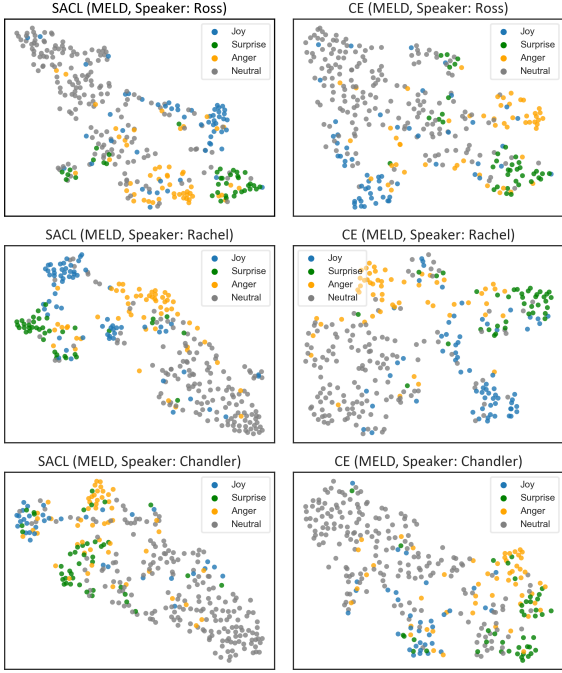 SACL (MELD, Speaker: Ross)
Joy
Surprise
Anger
Neutral
CE (MELD, Speaker: Ross)
Joy
Surprise
Anger
Neutral
SACL (MELD, Speaker: Rachel)
Joy
Surprise
Anger
Neutral
CE (MELD, Speaker: Rachel)
Joy
Surprise
Anger
Neutral
SACL (MELD, Speaker: Chandler)
Joy
Surprise
Anger
Neutral
CE (MELD, Speaker: Chandler)
Joy
Surprise
Anger
Neutral